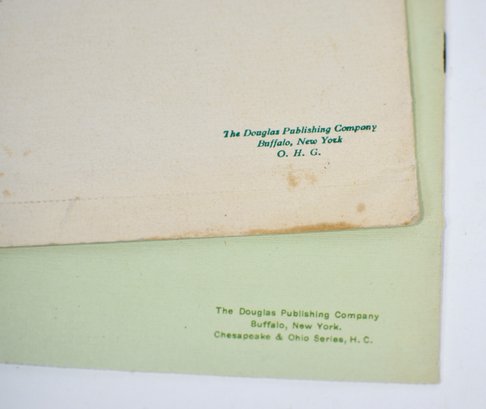 The Douglas Publishing Company
Buffalo, New York
O. H. G.
The Douglas Publishing Company
Buffalo, New York.
Chesapeake & Ohio Series, H. C.